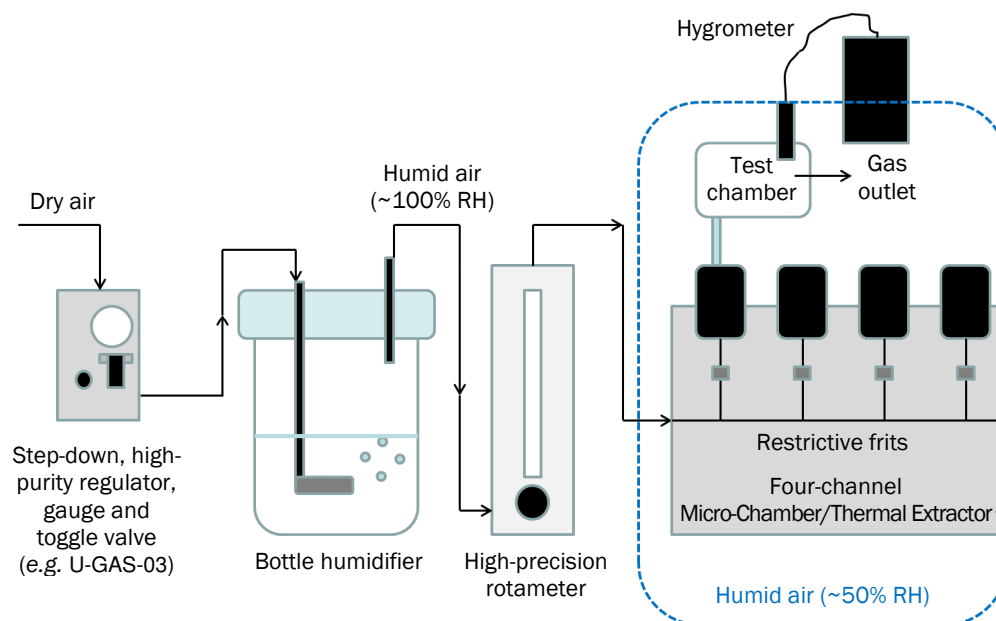 Hygrometer
Dry air
Humid air
(~100% RH)
Test
chamber
Gas
outlet
Step-down, high-
purity regulator,
gauge and
toggle valve
(e.g. U-GAS-03)
Bottle humidifier
High-precision
rotameter
Restrictive frits
Four-channel
Micro-Chamber/Thermal Extractor
Humid air (~50% RH)